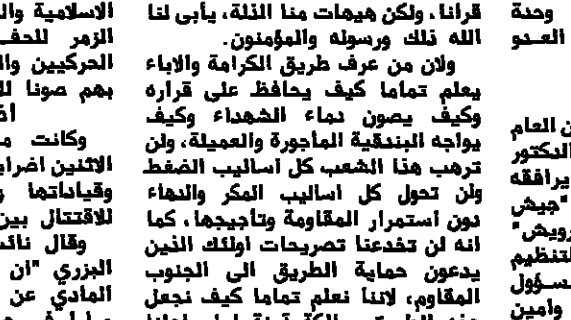 وحدة
العدو
ن العام
الدكتور
يرافقه
"جيش
رويش"
لتنظيم
سؤول
وامين
قرانا، ولكن هيهات منا الذلة، يأبى لنا
الله ذلك ورسوله والمؤمنون.
ولان من عرف طريق الكرامة والاباء
يعلم تماما كيف يحافظ على قراره
وكيف يصون دماء الشهداء وكيف
يواجه البندقية المأجورة والعميلة، ولن
ترهب هذا الشعب كل اساليب الضغط
ولن تحول كل اساليب المكر والدهاء
دون استمرار المقاومة وتأجيجها، كما
انه لن تخدعنا تصريحات اولئك الذين
يدعون حماية الطريق الى الجنوب
المقاوم، لاننا نعلم تماما كيف نجعل
الاسلامية وال
الزمر للحف
الحركيين وا
بهم صونا لل
اض
وكانت م
الاثنين اضراب
وقياداتها و
للاقتتال بين
وقال نائب
البزري "ان
المادي عن